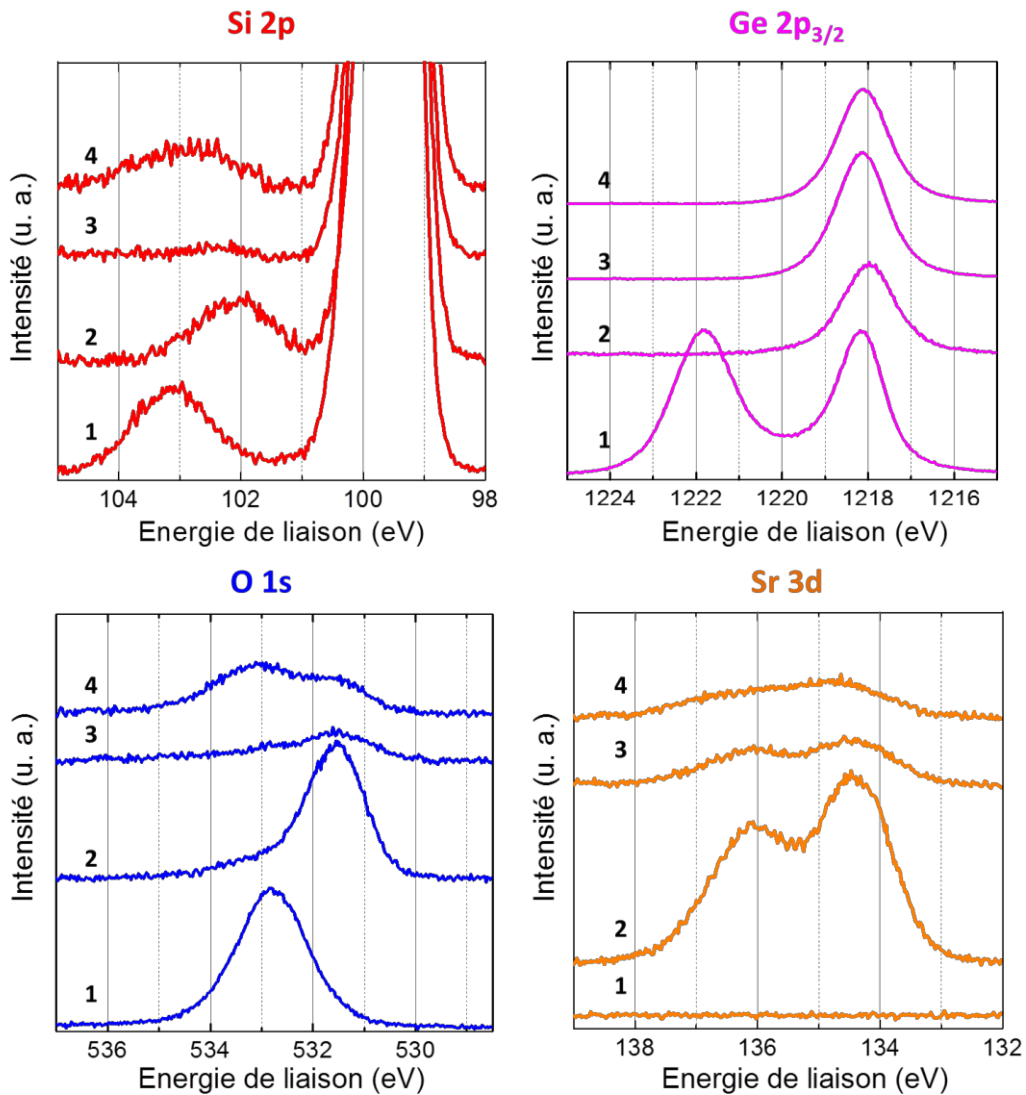 Si 2p
Ge 2p3/2
Intensité (u. a.)
4
3
2
1
104 102 100 98
Energie de liaison (eV)
Intensité (u. a.)
4
3
2
1
1224 1222 1220 1218 1216
Energie de liaison (eV)
O 1s
Sr 3d
Intensité (u. a.)
4
3
2
1
536 534 532 530
Energie de liaison (eV)
Intensité (u. a.)
4
3
2
1
138 136 134 132
Energie de liaison (eV)